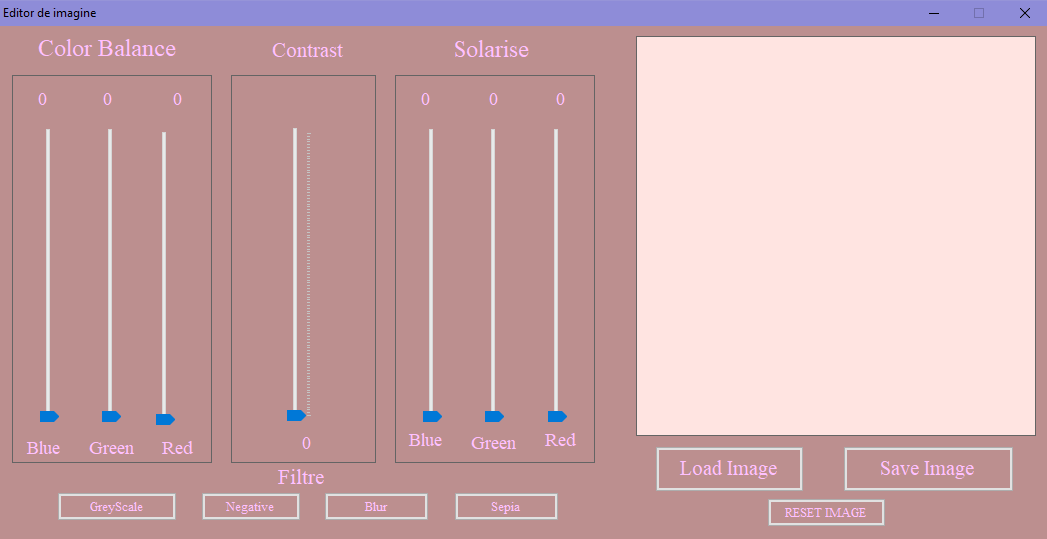 Editor de imagine
Color Balance
Contrast
Solarise
0 0 0
0 0 0
Blue Green Red
0
Blue Green Red
Filtre
GreyScale Negative Blur Sepia
Load Image Save Image
RESET IMAGE